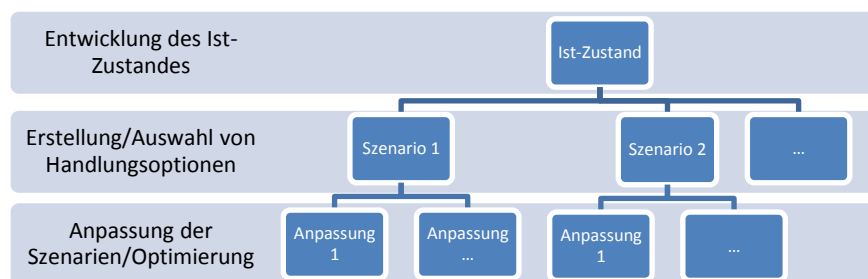 Entwicklung des Ist-
Zustandes
Ist-Zustand
Erstellung/Auswahl von
Handlungsoptionen
Szenario 1
Szenario 2
...
Anpassung der
Szenarien/Optimierung
Anpassung
1
Anpassung
...
Anpassung
1
...